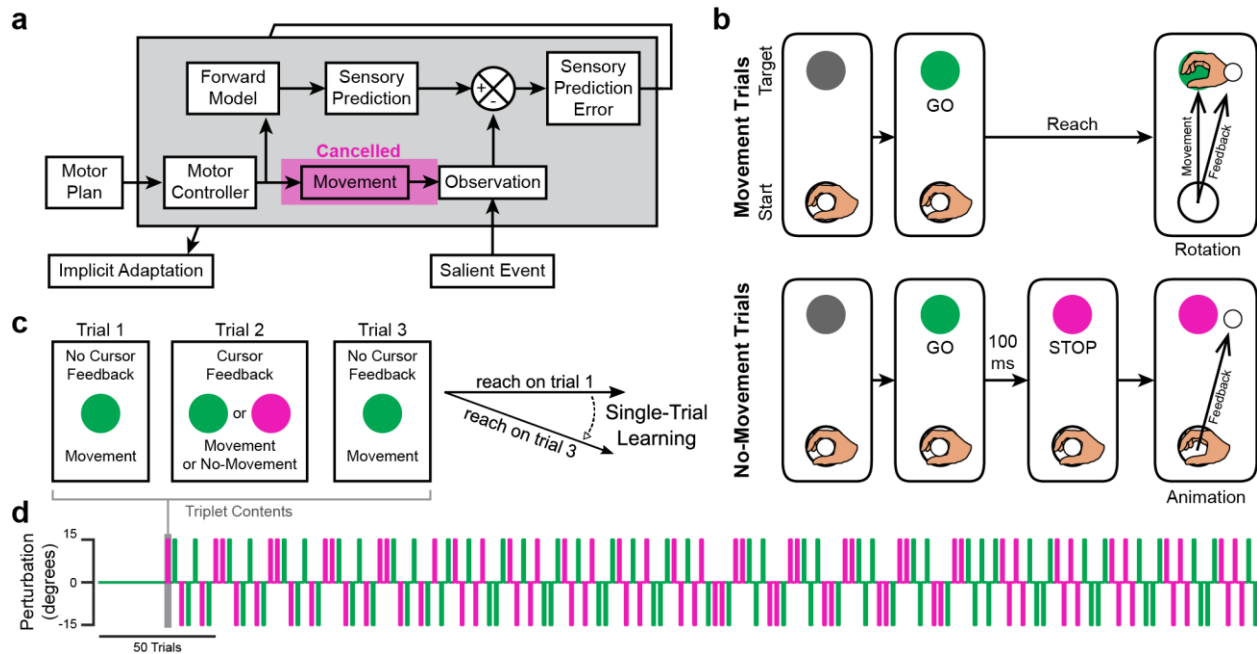 a
Forward
Model
Sensory
Prediction
+
-
Sensory
Prediction
Error
Cancelled
Motor
Plan
Motor
Controller
Movement
Observation
Implicit Adaptation
Salient Event
b
Movement Trials
Target
Start
GO
Reach
Movement
Feedback
Rotation
No-Movement Trials
GO
100
ms
STOP
Feedback
Animation
c
Trial 1
No Cursor
Feedback
Movement
Trial 2
Cursor
Feedback
or
Movement
or No-Movement
Trial 3
No Cursor
Feedback
Movement
reach on trial 1
reach on trial 3
Single-Trial
Learning
Triplet Contents
d
Perturbation
(degrees)
15
0
-15
50 Trials